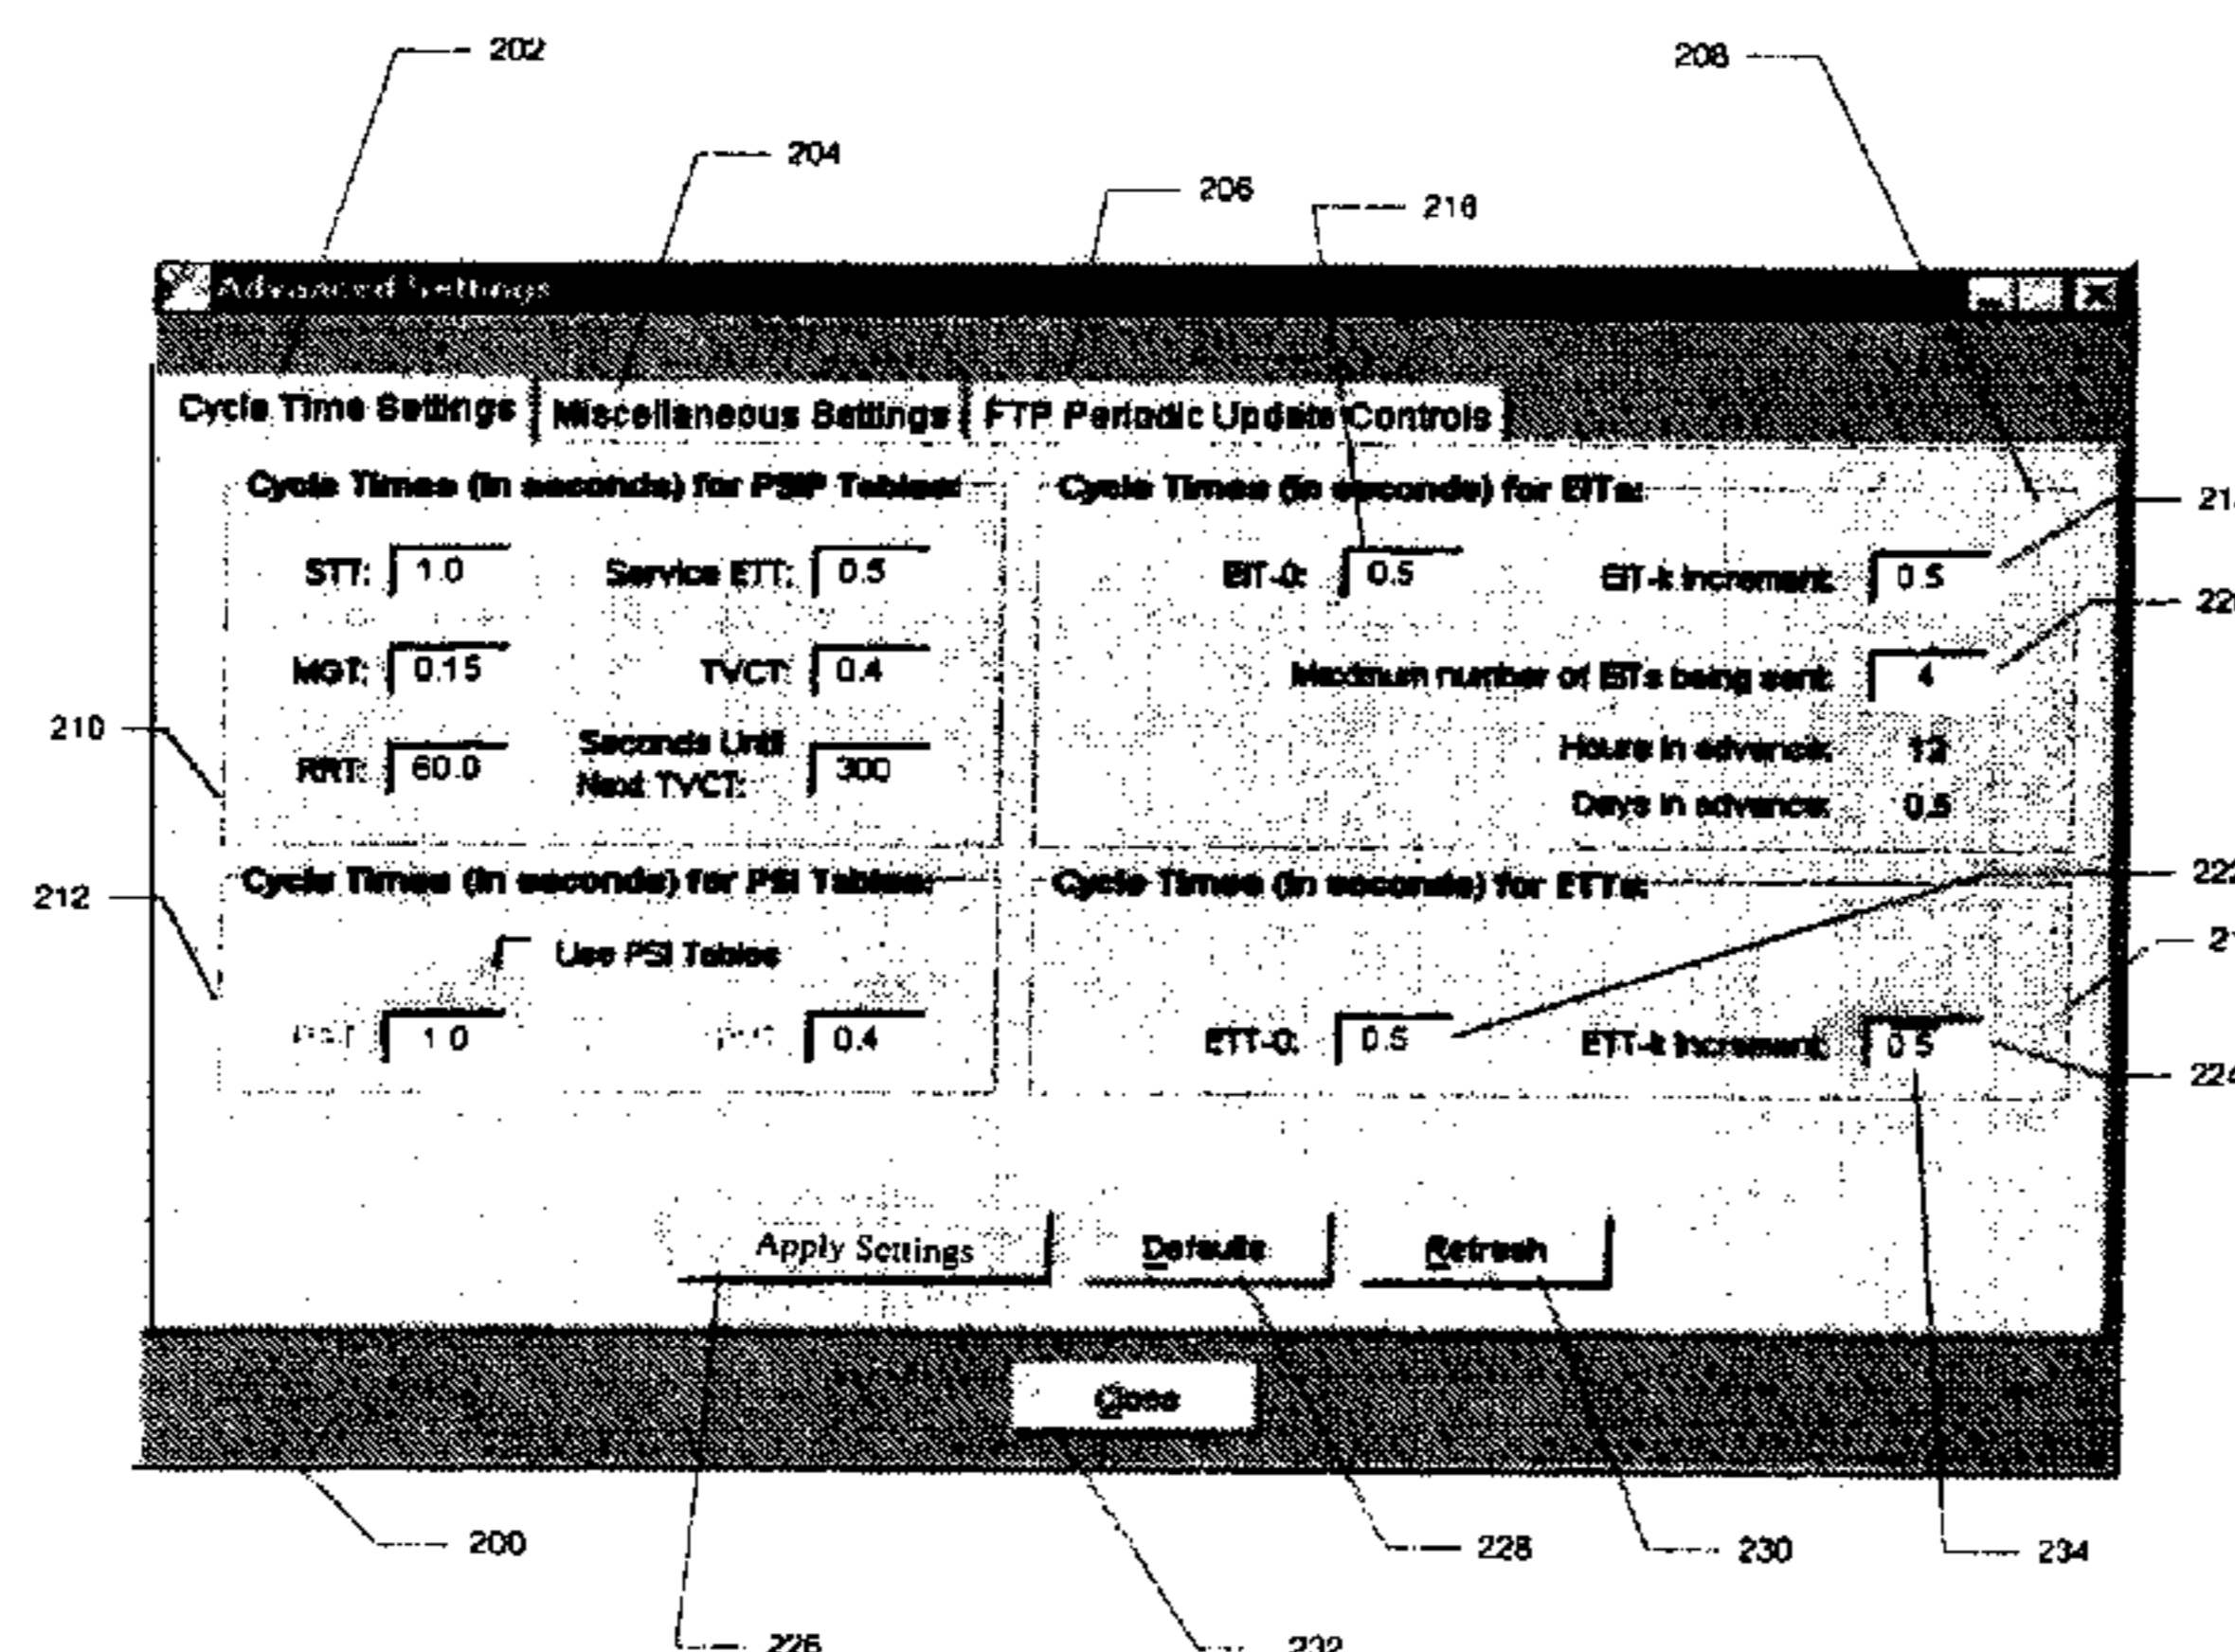 202
208
204
206
216
Advanced Settings
Cycle Time Settings
Miscellaneous Settings
FTP Periodic Update Controls
Cycle Times (in seconds) for PSIP Tables:
Cycle Times (in seconds) for EITs:
STT: 1.0
Service ETT: 0.5
EIT-0: 0.5
EIT-k Increment: 0.5
MGT: 0.15
TVCT: 0.4
Maximum number of EITs being sent: 4
210
RRT: 60.0
Seconds Until
Next TVCT: 300
Hours in advance: 12
Days in advance: 0.5
212
222
Cycle Times (in seconds) for PSI Tables:
Cycle Times (in seconds) for ETTs:
Use PSI Tables
1.0
0.4
ETT-0: 0.5
ETT-k Increment: 0.5
224
Apply Settings
Defaults
Refresh
Close
200
228
230
234
226
232